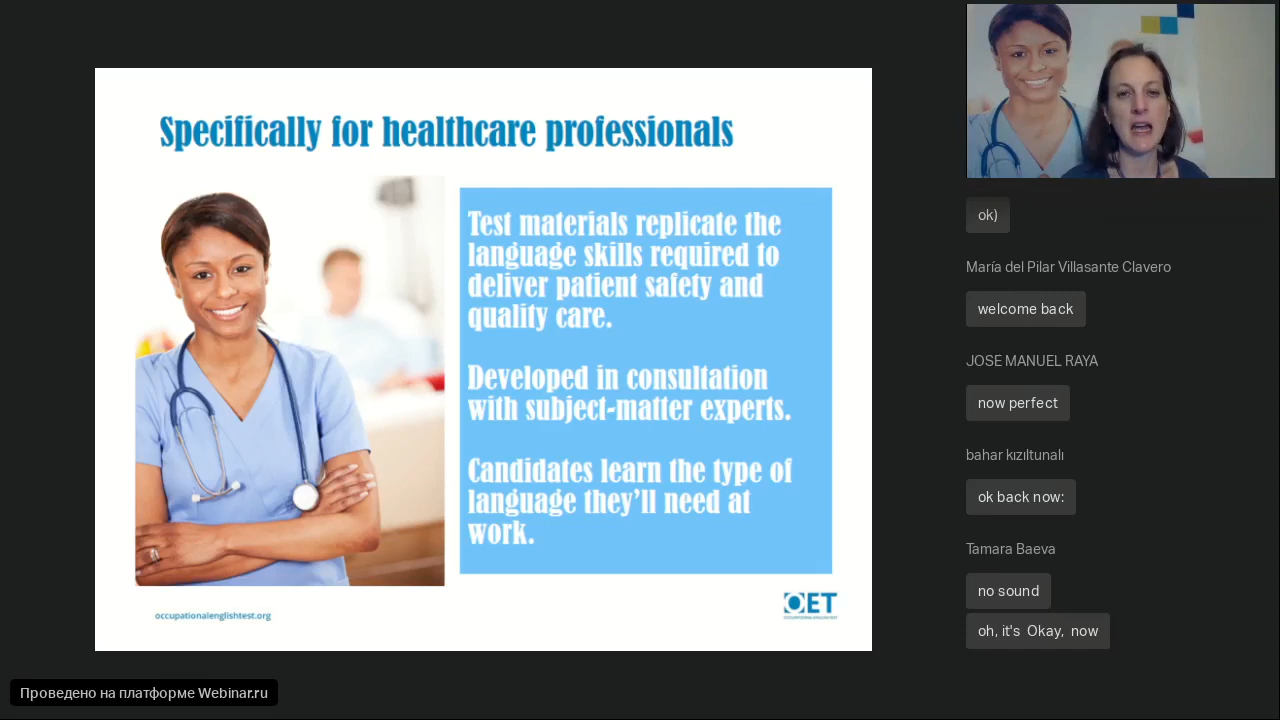 Specifically for healthcare professionals
Test materials replicate the
language skills required to
deliver patient safety and
quality care.
Developed in consultation
with subject-matter experts.
Candidates learn the type of
language they'll need at
work.
occupationalenglishtest.org
OET
OCCUPATIONAL ENGLISH TEST
ok)
María del Pilar Villasante Clavero
welcome back
JOSE MANUEL RAYA
now perfect
bahar kızıltunalı
ok back now:
Tamara Baeva
no sound
oh, it's Okay, now
Проведено на платформе Webinar.ru